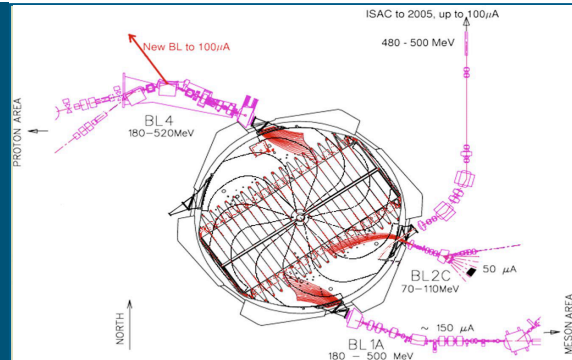 ISAC to 2005, up to 100µA
New BL to 100µA
480 - 500 MeV
BL4
180-520MeV
PROTON AREA
BL2C
70-110MeV
50 µA
NORTH
~ 150 µA
BL1A
180 - 500 MeV
MESON AREA